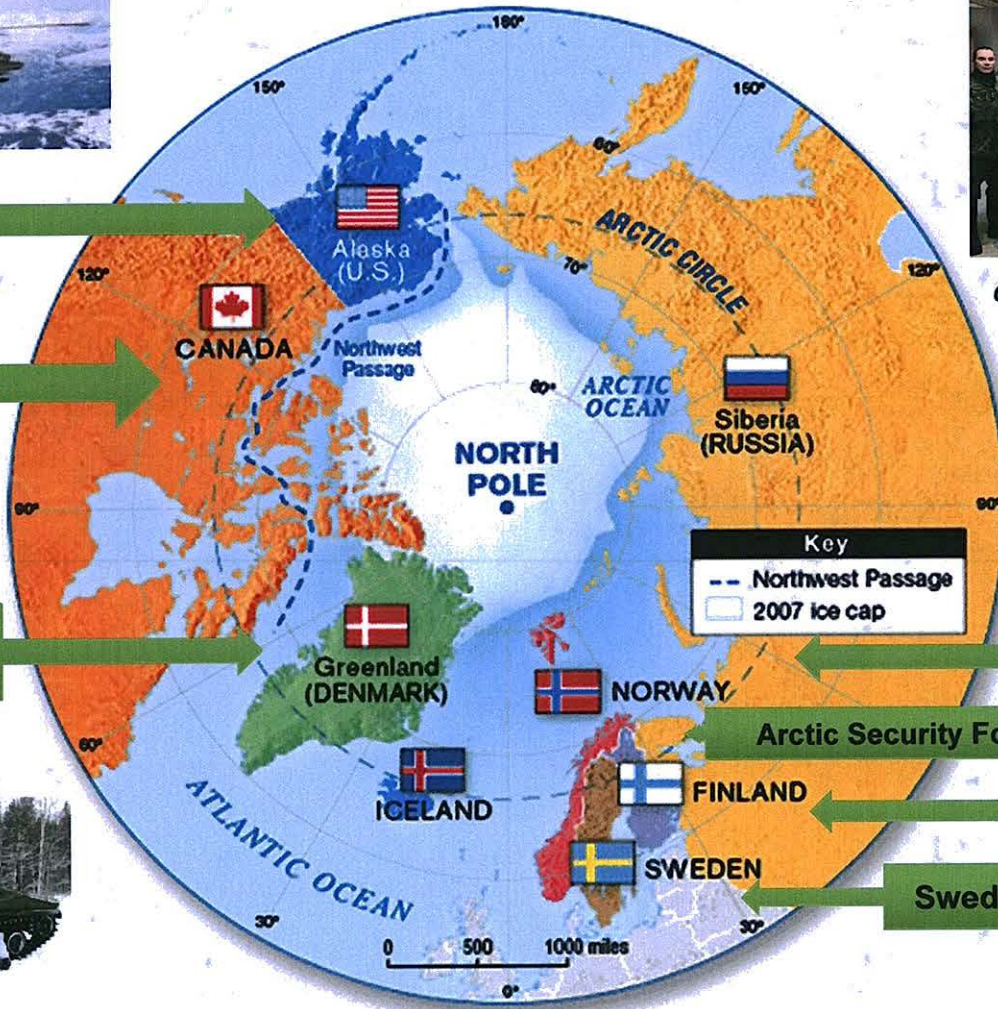 180°
150°
150°
60°
Alaska
(U.S.)
ARCTIC CIRCLE
70°
120°
120°
CANADA
Northwest
Passage
80°
ARCTIC
OCEAN
Siberia
(RUSSIA)
NORTH
POLE
90°
90°
Key
Northwest Passage
2007 ice cap
Greenland
(DENMARK)
NORWAY
60°
Arctic Security Fo
ICELAND
FINLAND
ATLANTIC OCEAN
SWEDEN
Swed
30°
30°
0 500 1000 miles
0°